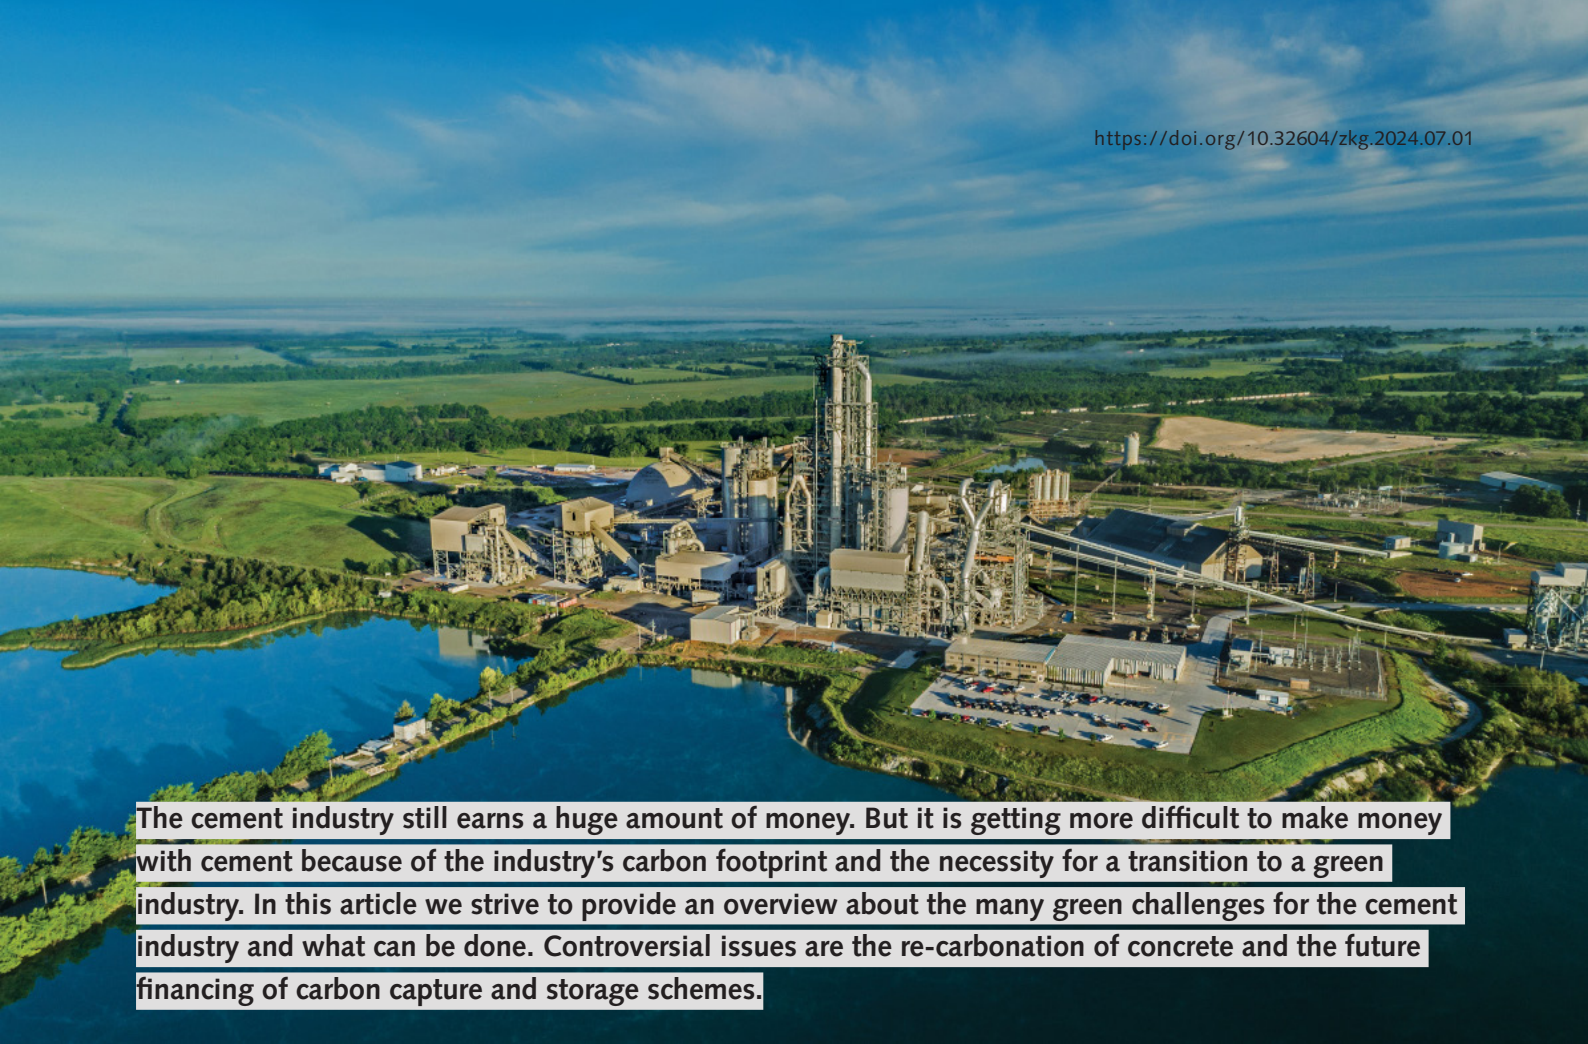 https://doi.org/10.32604/zkg.2024.07.01
The cement industry still earns a huge amount of money. But it is getting more difficult to make money
with cement because of the industry’s carbon footprint and the necessity for a transition to a green
industry. In this article we strive to provide an overview about the many green challenges for the cement
industry and what can be done. Controversial issues are the re-carbonation of concrete and the future
financing of carbon capture and storage schemes.